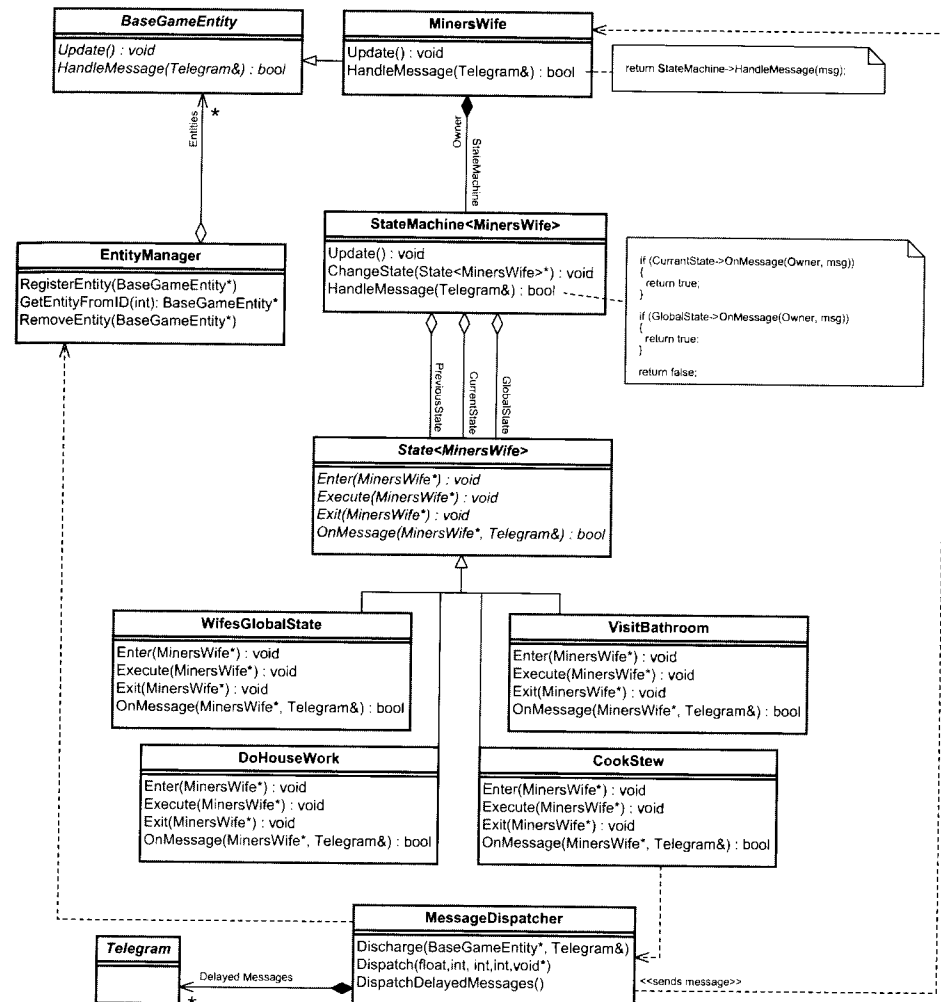 BaseGameEntity
Update() : void
HandleMessage(Telegram&) : bool
MinersWife
Update() : void
HandleMessage(Telegram&) : bool
return StateMachine->HandleMessage(msg);
Entities
*
Owner
StateMachine
EntityManager
RegisterEntity(BaseGameEntity*)
GetEntityFromID(int): BaseGameEntity*
RemoveEntity(BaseGameEntity*)
StateMachine<MinersWife>
Update() : void
ChangeState(State<MinersWife>*) : void
HandleMessage(Telegram&) : bool
if (CurrentState->OnMessage(Owner, msg))
{
return true;
}
if (GlobalState->OnMessage(Owner, msg))
{
return true;
}
return false;
PreviousState
CurrentState
GlobalState
State<MinersWife>
Enter(MinersWife*) : void
Execute(MinersWife*) : void
Exit(MinersWife*) : void
OnMessage(MinersWife*, Telegram&) : bool
WifesGlobalState
Enter(MinersWife*) : void
Execute(MinersWife*) : void
Exit(MinersWife*) : void
OnMessage(MinersWife*, Telegram&) : bool
VisitBathroom
Enter(MinersWife*) : void
Execute(MinersWife*) : void
Exit(MinersWife*) : void
OnMessage(MinersWife*, Telegram&) : bool
DoHouseWork
Enter(MinersWife*) : void
Execute(MinersWife*) : void
Exit(MinersWife*) : void
OnMessage(MinersWife*, Telegram&) : bool
CookStew
Enter(MinersWife*) : void
Execute(MinersWife*) : void
Exit(MinersWife*) : void
OnMessage(MinersWife*, Telegram&) : bool
MessageDispatcher
Discharge(BaseGameEntity*, Telegram&)
Dispatch(float,int, int,int,void*)
DispatchDelayedMessages()
Telegram
Delayed Messages
*
<<sends message>>